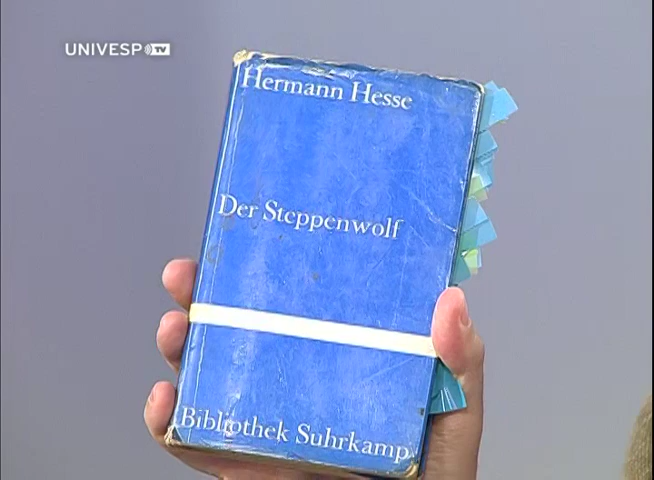 UNIVESP TV
Hermann Hesse
Der Steppenwolf
Bibliothek Suhrkamp